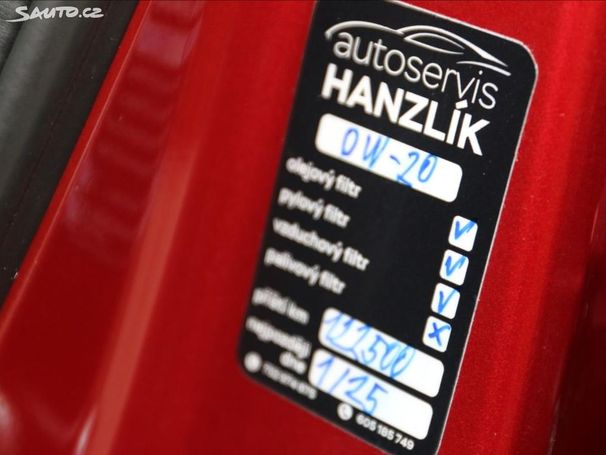 Sauto.cz
autoservis
HANZLÍK
0W-20
olejový filtr
pylový filtr
vzduchový filtr
palivový filtr
příští km
nejpozději
dne
1/25
605 185 749